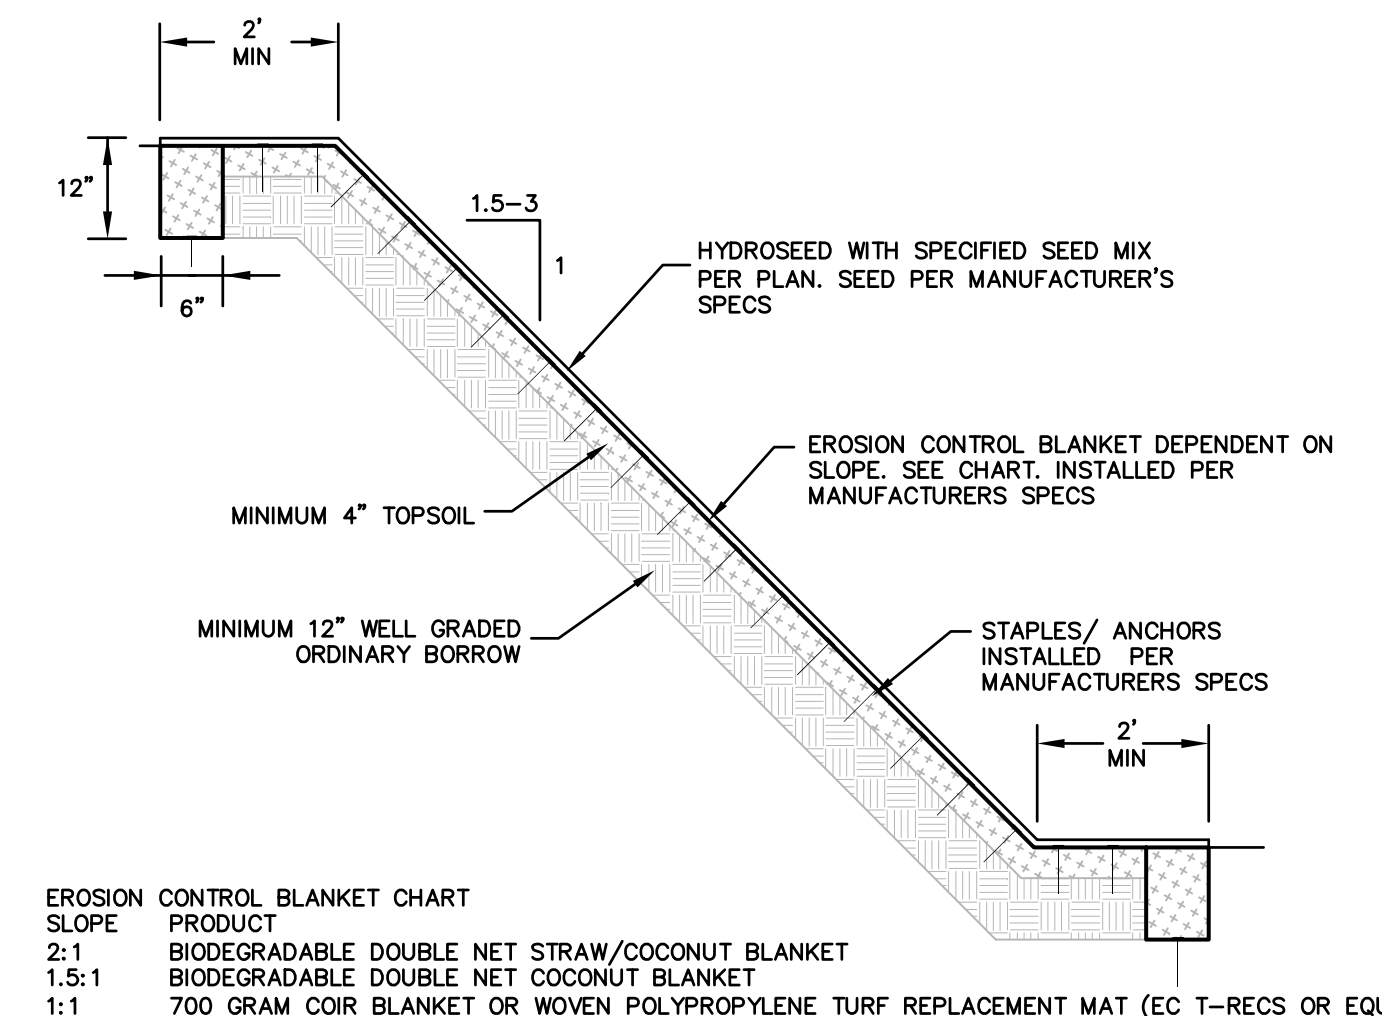 2'
MIN
12"
6"
1.5-3
1
HYDROSEED WITH SPECIFIED SEED MIX
PER PLAN. SEED PER MANUFACTURER'S
SPECS
EROSION CONTROL BLANKET DEPENDENT ON
SLOPE. SEE CHART. INSTALLED PER
MANUFACTURERS SPECS
MINIMUM 4" TOPSOIL
MINIMUM 12" WELL GRADED
ORDINARY BORROW
STAPLES/ ANCHORS
INSTALLED PER
MANUFACTURERS SPECS
2'
MIN
EROSION CONTROL BLANKET CHART
SLOPE PRODUCT
2:1 BIODEGRADABLE DOUBLE NET STRAW/COCONUT BLANKET
1.5:1 BIODEGRADABLE DOUBLE NET COCONUT BLANKET
1:1 700 GRAM COIR BLANKET OR WOVEN POLYPROPYLENE TURF REPLACEMENT MAT (EC T-RECS OR